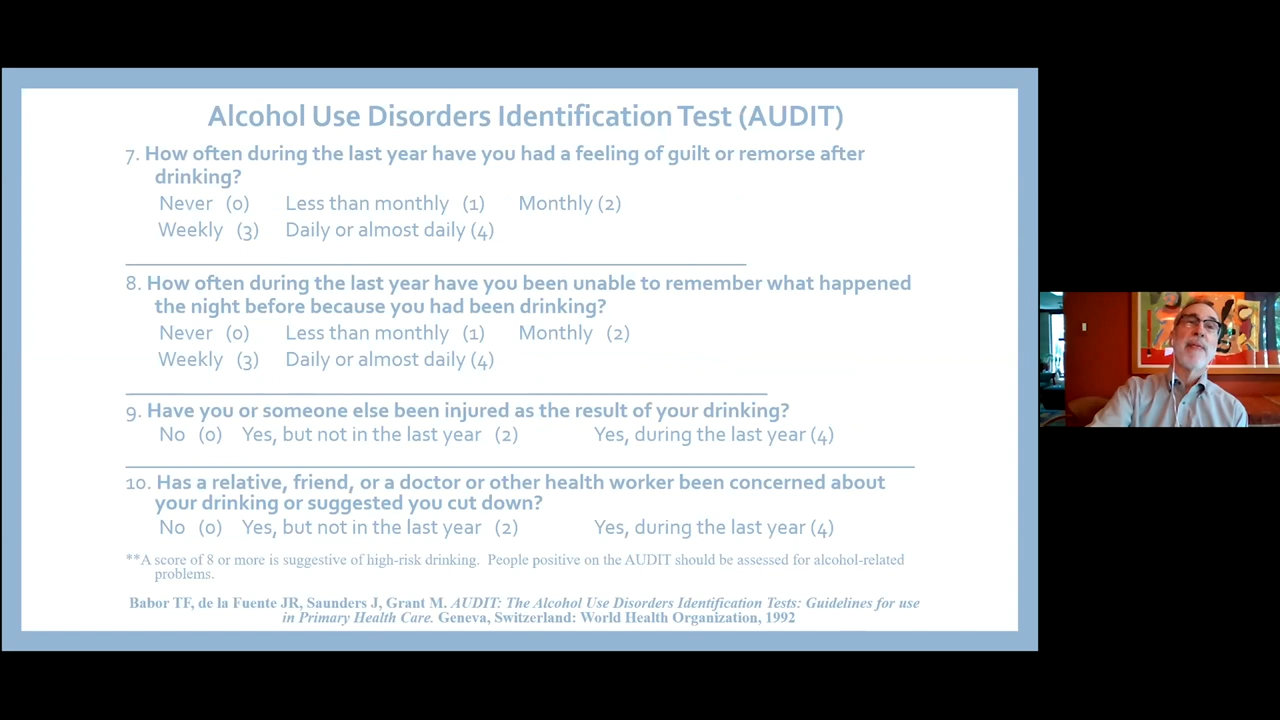 Alcohol Use Disorders Identification Test (AUDIT)
7. How often during the last year have you had a feeling of guilt or remorse after
drinking?
Never (0) Less than monthly (1) Monthly (2)
Weekly (3) Daily or almost daily (4)
8. How often during the last year have you been unable to remember what happened
the night before because you had been drinking?
Never (0) Less than monthly (1) Monthly (2)
Weekly (3) Daily or almost daily (4)
9. Have you or someone else been injured as the result of your drinking?
No (0) Yes, but not in the last year (2) Yes, during the last year (4)
10. Has a relative, friend, or a doctor or other health worker been concerned about
your drinking or suggested you cut down?
No (0) Yes, but not in the last year (2) Yes, during the last year (4)
**A score of 8 or more is suggestive of high-risk drinking. People positive on the AUDIT should be assessed for alcohol-related
problems.
Babor TF, de la Fuente JR, Saunders J, Grant M. AUDIT: The Alcohol Use Disorders Identification Tests: Guidelines for use
in Primary Health Care. Geneva, Switzerland: World Health Organization, 1992